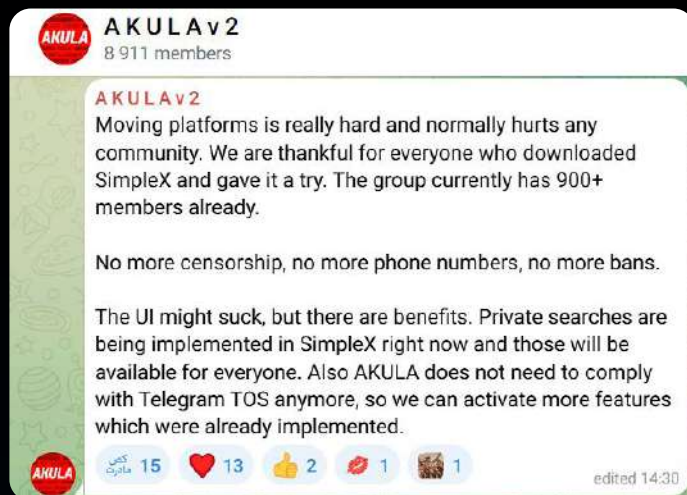 AKULA
AKULAv2
8 911 members
AKULAv2
Moving platforms is really hard and normally hurts any
community. We are thankful for everyone who downloaded
SimpleX and gave it a try. The group currently has 900+
members already.
No more censorship, no more phone numbers, no more bans.
The UI might suck, but there are benefits. Private searches are
being implemented in SimpleX right now and those will be
available for everyone. Also AKULA does not need to comply
with Telegram TOS anymore, so we can activate more features
which were already implemented.
AKULA
15 13 2 1 1
edited 14:30